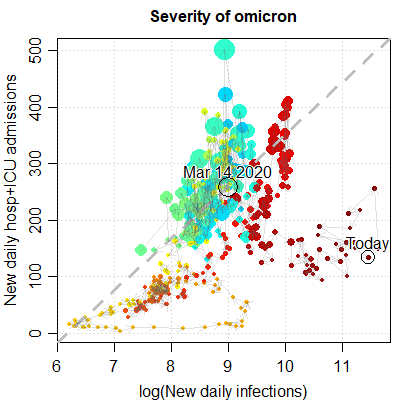 Severity of omicron
New daily hosp+ICU admissions
500
400
300
200
100
0
Mar 14 2020
Today
6 7 8 9 10 11
log(New daily infections)